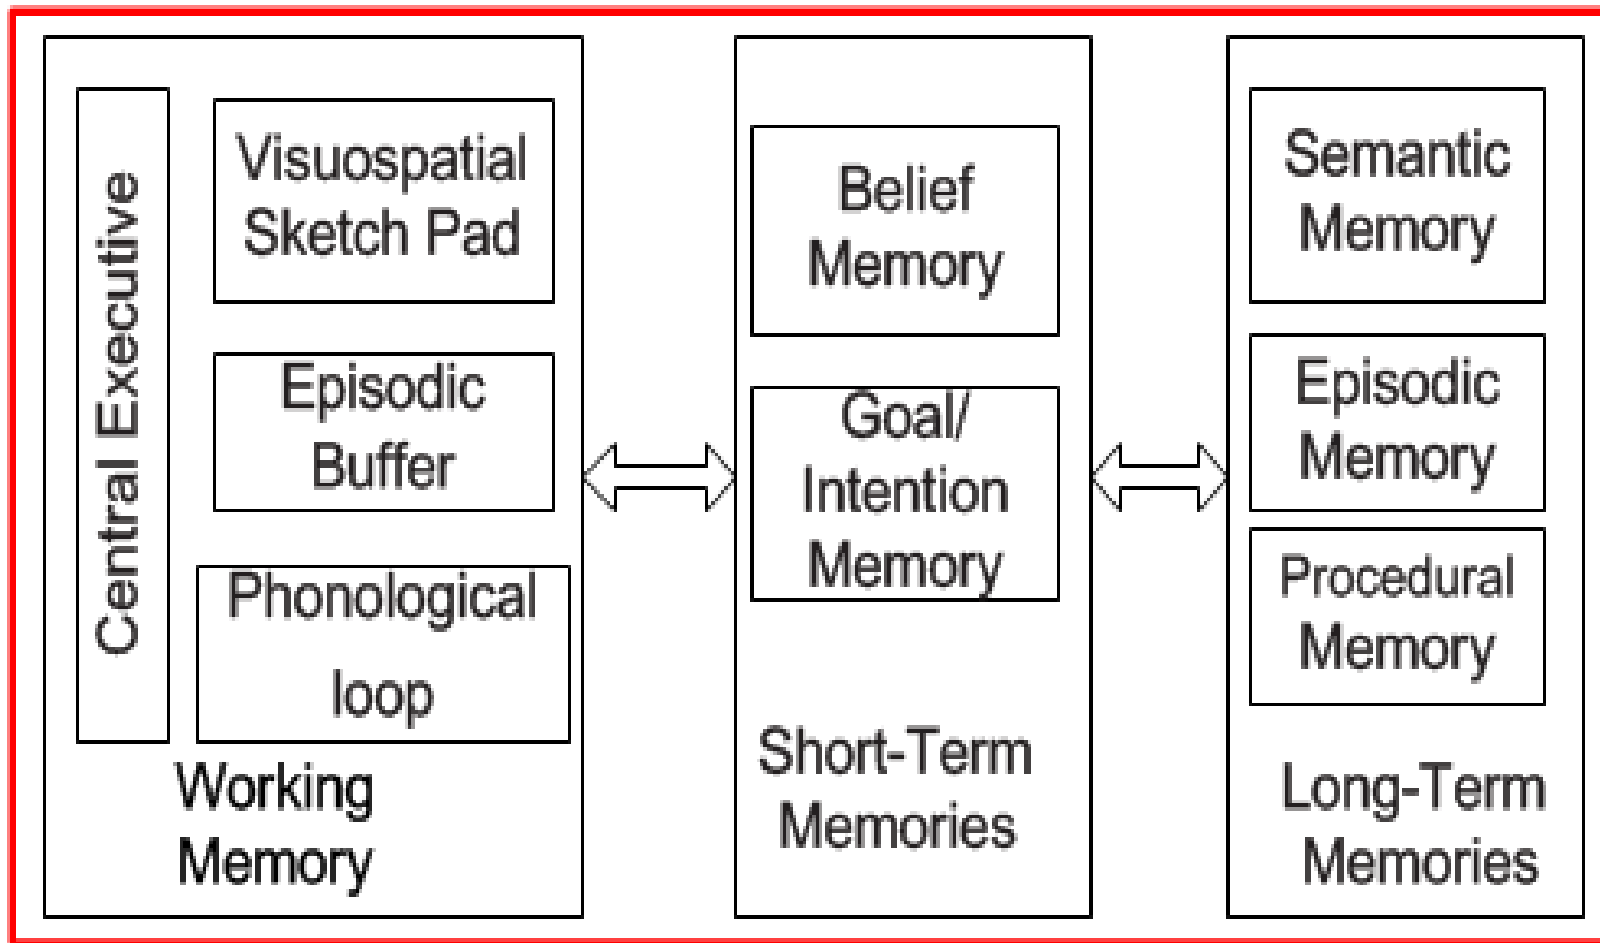 Central Executive
Visuospatial
Sketch Pad
Episodic
Buffer
Phonological
loop
Working
Memory
Belief
Memory
Goal/
Intention
Memory
Short-Term
Memories
Semantic
Memory
Episodic
Memory
Procedural
Memory
Long-Term
Memories